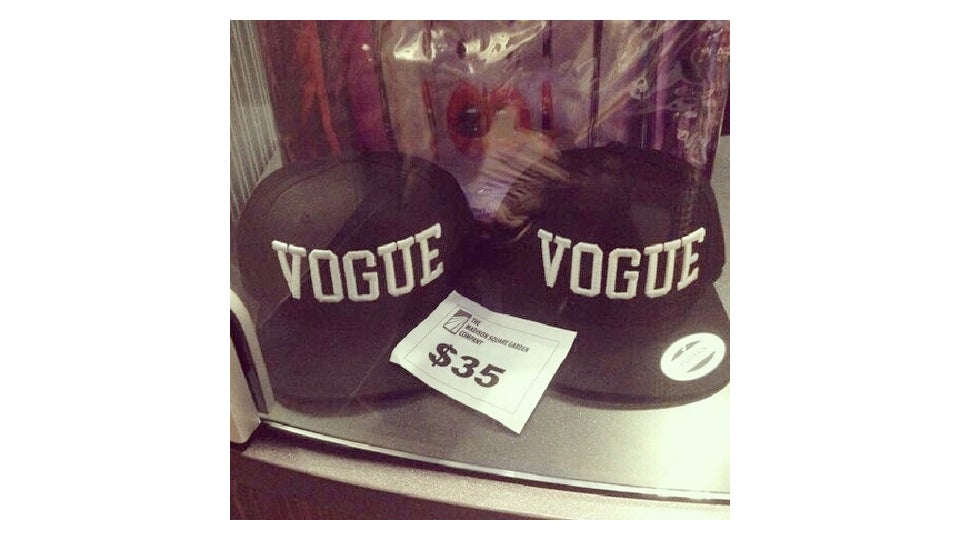 VOGUE
VOGUE
THE
MADISON SQUARE GARDEN
COMPANY
$35